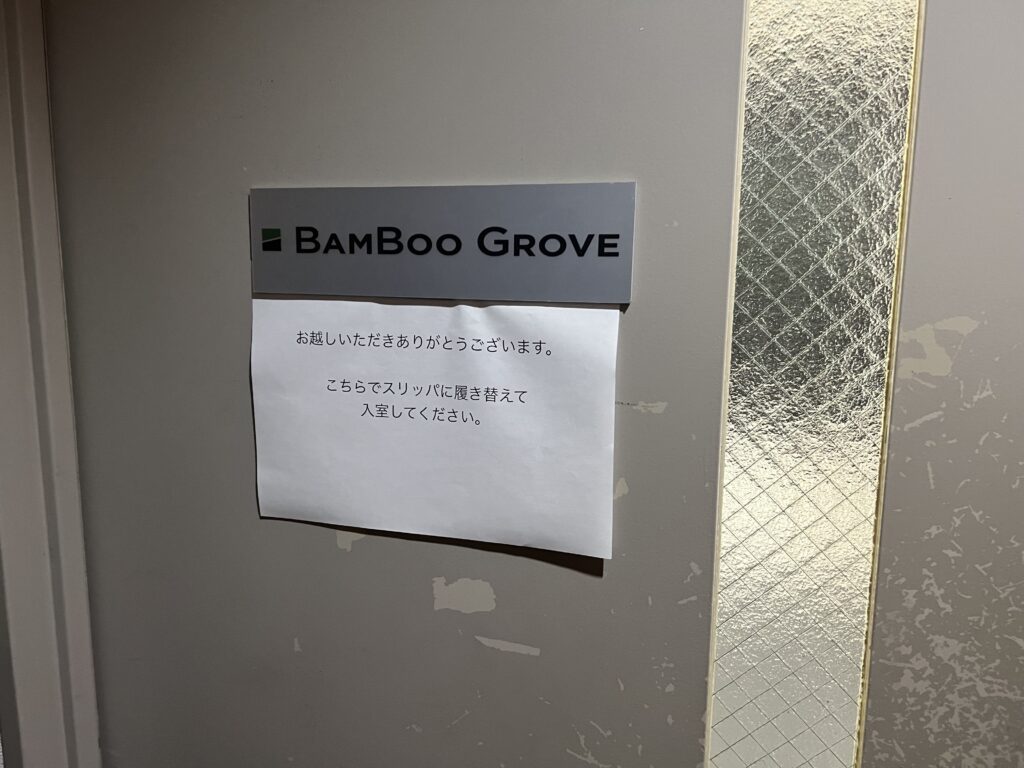 BAMBOO GROVE
お越しいただきありがとうございます。
こちらでスリッパに履き替えて
入室してください。